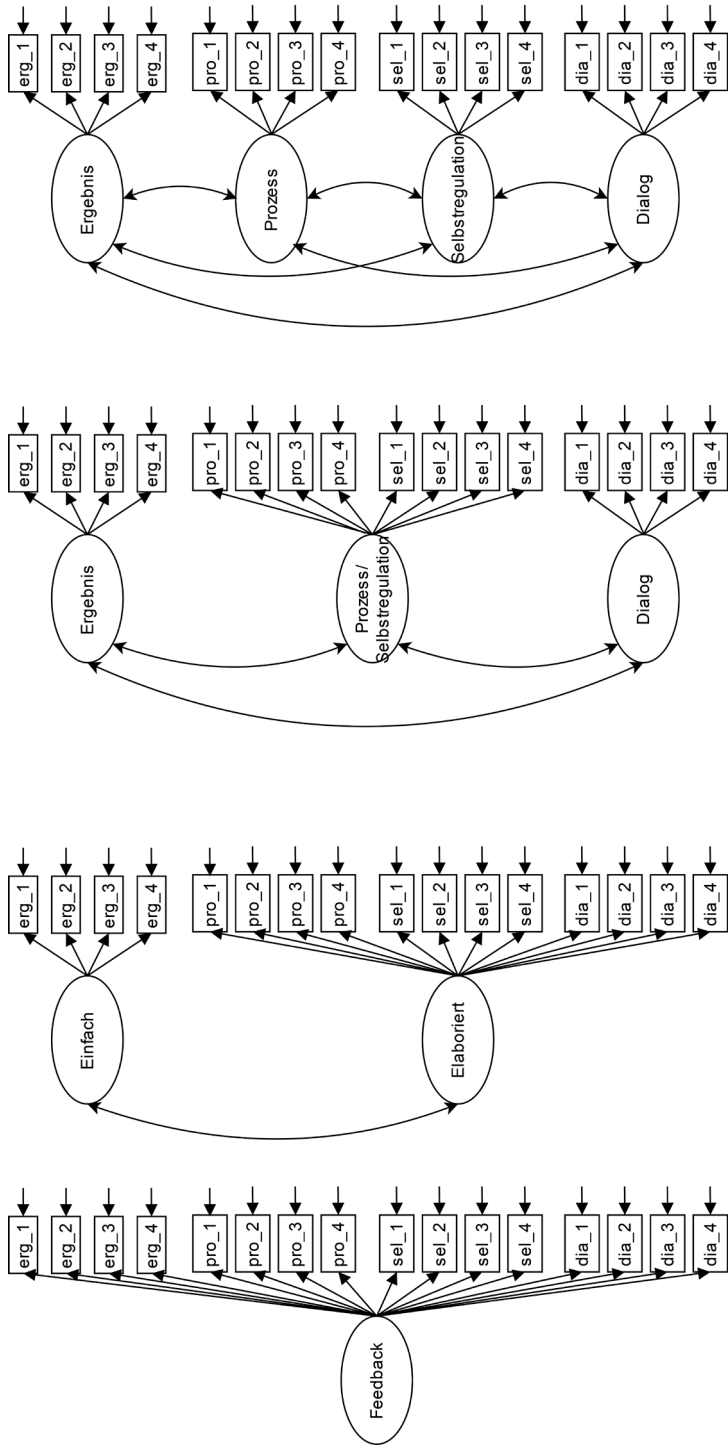 erg_1
erg_2
erg_3
erg_4
pro_1
pro_2
pro_3
pro_4
sel_1
sel_2
sel_3
sel_4
dia_1
dia_2
dia_3
dia_4
Ergebnis
Prozess
Selbstregulation
Dialog
erg_1
erg_2
erg_3
erg_4
pro_1
pro_2
pro_3
pro_4
sel_1
sel_2
sel_3
sel_4
dia_1
dia_2
dia_3
dia_4
Ergebnis
Prozess/
Selbstregulation
Dialog
erg_1
erg_2
erg_3
erg_4
pro_1
pro_2
pro_3
pro_4
sel_1
sel_2
sel_3
sel_4
dia_1
dia_2
dia_3
dia_4
Einfach
Elaboriert
erg_1
erg_2
erg_3
erg_4
pro_1
pro_2
pro_3
pro_4
sel_1
sel_2
sel_3
sel_4
dia_1
dia_2
dia_3
dia_4
Feedback